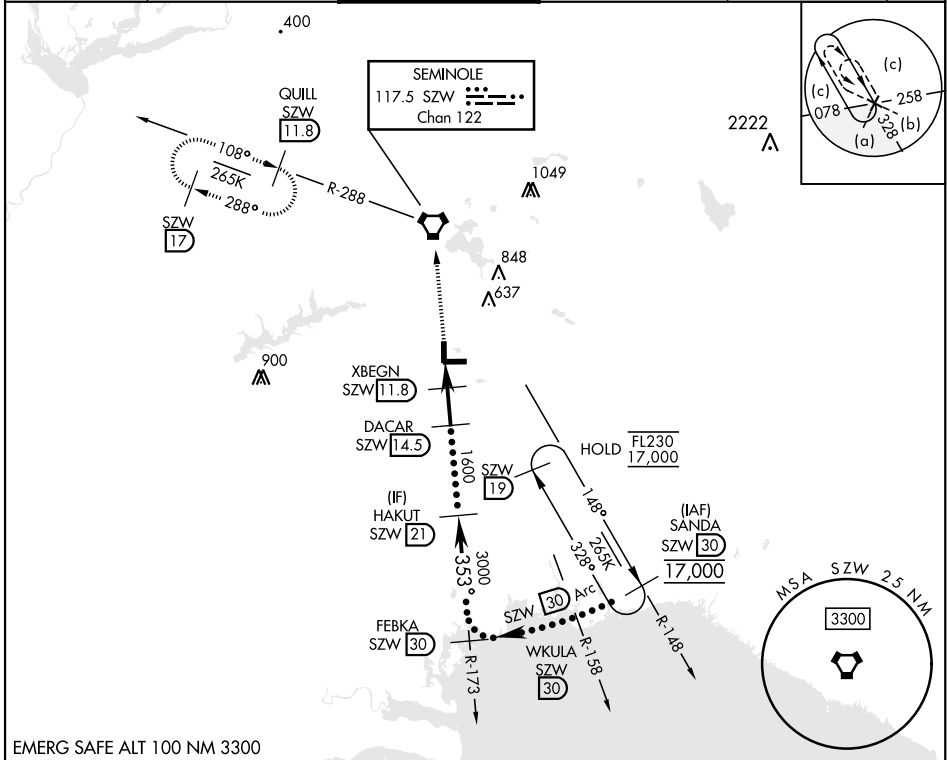 400
SEMINOLE
117.5 SZW
Chan 122
QUILL
SZW
11.8
108°
265K
288°
R-288
SZW
17
2222
1049
848
637
900
(c)
(c)
078
258
328
(a)
(b)
XBEGN
SZW 11.8
DACAR
SZW 14.5
1600
(IF)
HAKUT
SZW 21
3000
353°
FEBKA
SZW 30
R-173
SZW
19
HOLD FL230
17,000
148°
328°
265K
(IAF)
SANDA
SZW 30
17,000
SZW 30 Arc
WKULA
SZW
30
R-158
R-148
MSA SZW 25 NM
3300
EMERG SAFE ALT 100 NM 3300